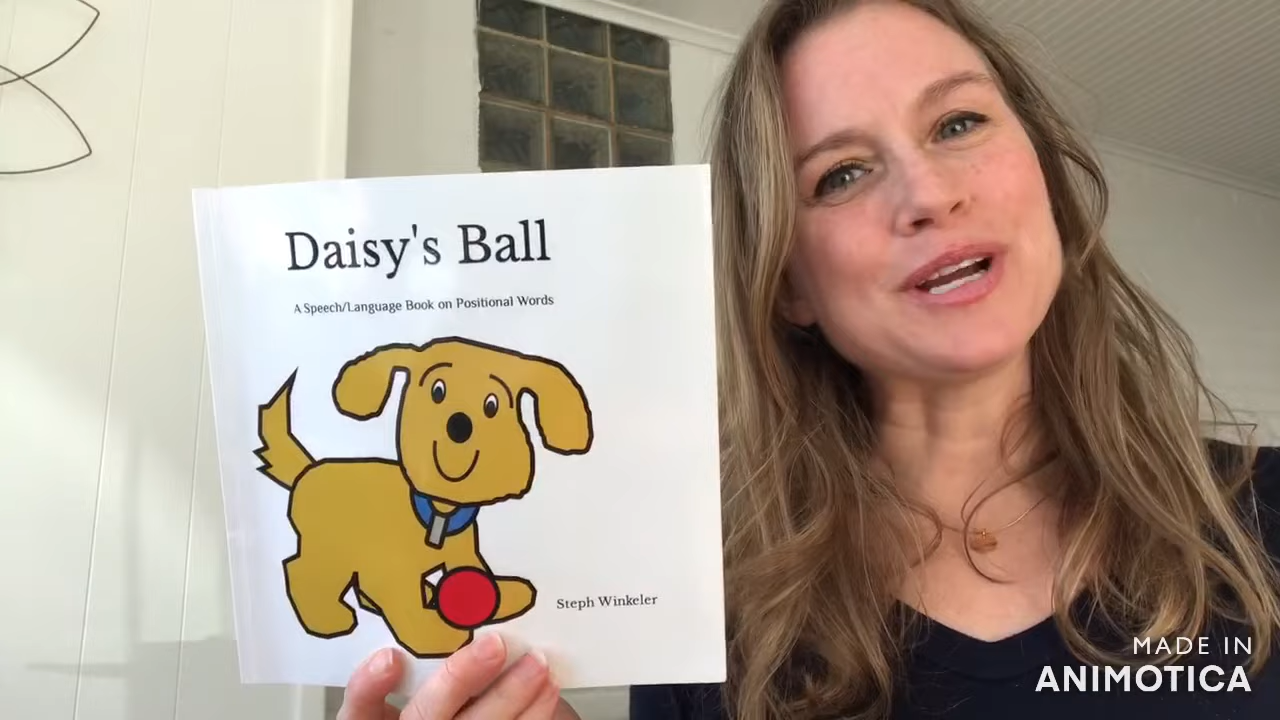 Daisy's Ball
A Speech/Language Book on Positional Words
Steph Winkeler
MADE IN
ANIMOTICA